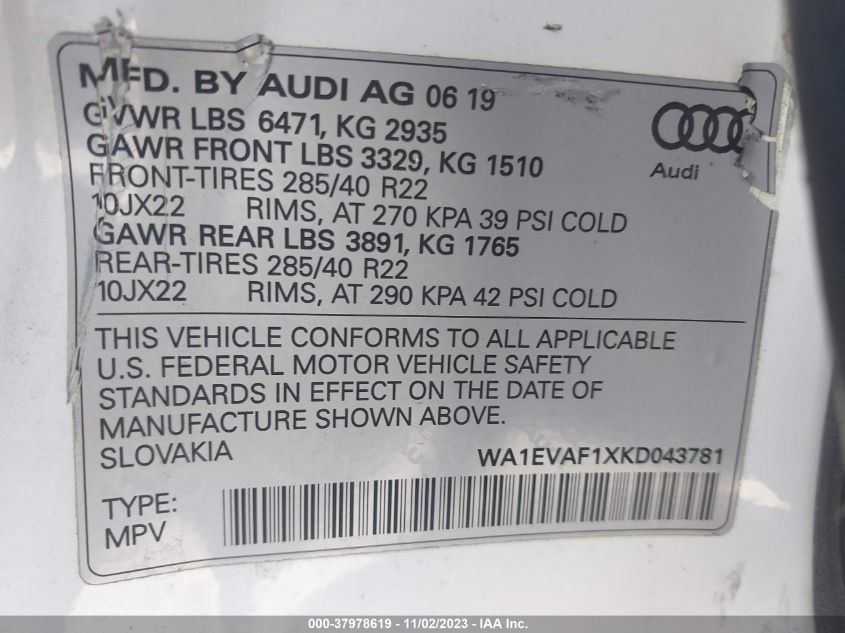 MFD. BY AUDI AG 06 19
GVWR LBS 6471, KG 2935
GAWR FRONT LBS 3329, KG 1510
FRONT-TIRES 285/40 R22
10JX22 RIMS, AT 270 KPA 39 PSI COLD
GAWR REAR LBS 3891, KG 1765
REAR-TIRES 285/40 R22
10JX22 RIMS, AT 290 KPA 42 PSI COLD
Audi
THIS VEHICLE CONFORMS TO ALL APPLICABLE
U.S. FEDERAL MOTOR VEHICLE SAFETY
STANDARDS IN EFFECT ON THE DATE OF
MANUFACTURE SHOWN ABOVE.
SLOVAKIA WA1EVAF1XKD043781
TYPE:
MPV
000-37978619 - 11/02/2023 - IAA Inc.